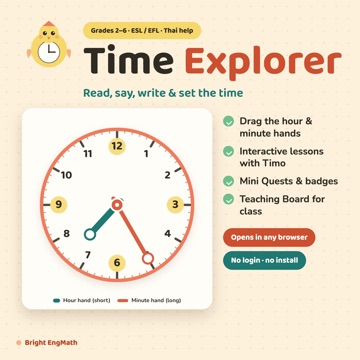 Grades 2–6 · ESL / EFL · Thai help
Time Explorer
Read, say, write & set the time
12
1
2
3
4
6
7
8
9
10
11
Hour hand (short)
Minute hand (long)
Drag the hour &
minute hands
Interactive lessons
with Timo
Mini Quests & badges
Teaching Board for
class
Opens in any browser
No login · no install
Bright EngMath